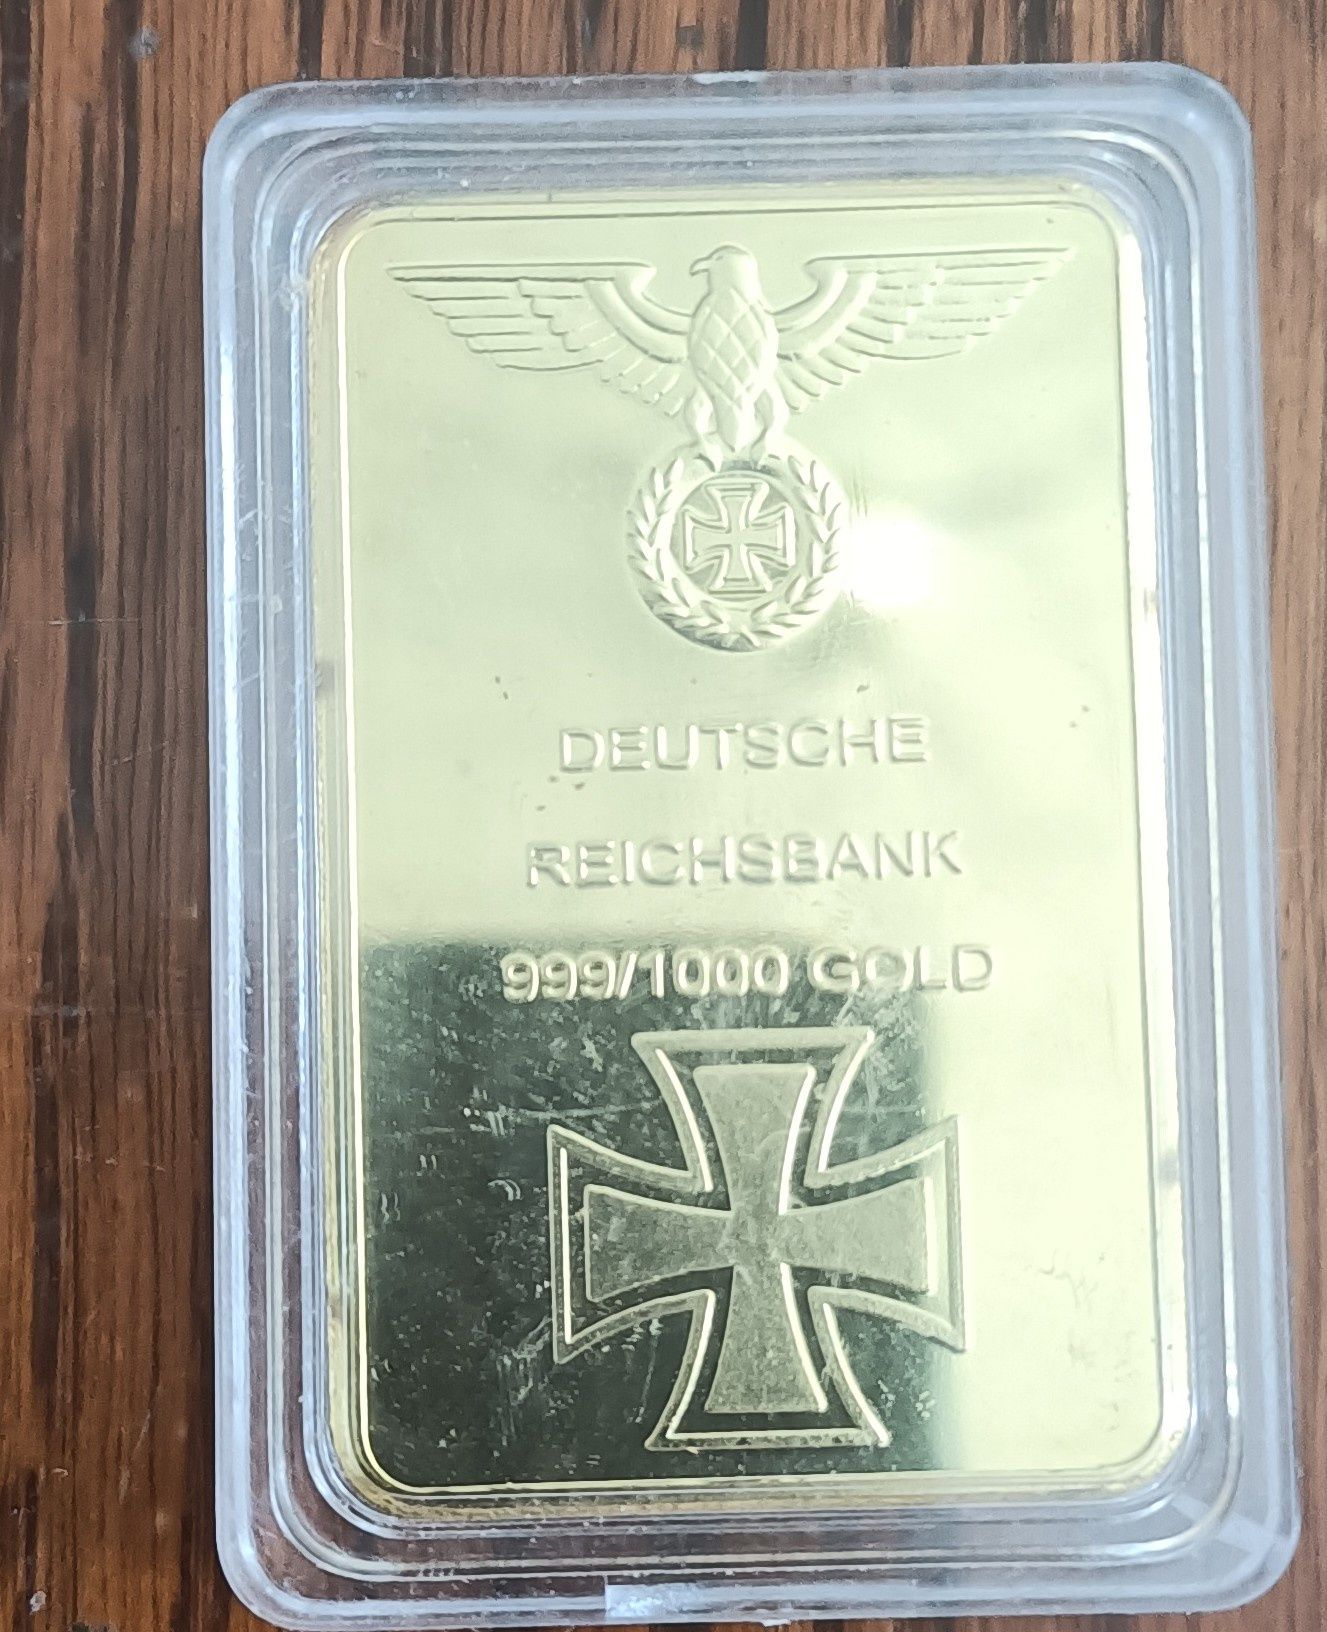 DEUTSCHE
REICHSBANK
999/1000 GOLD